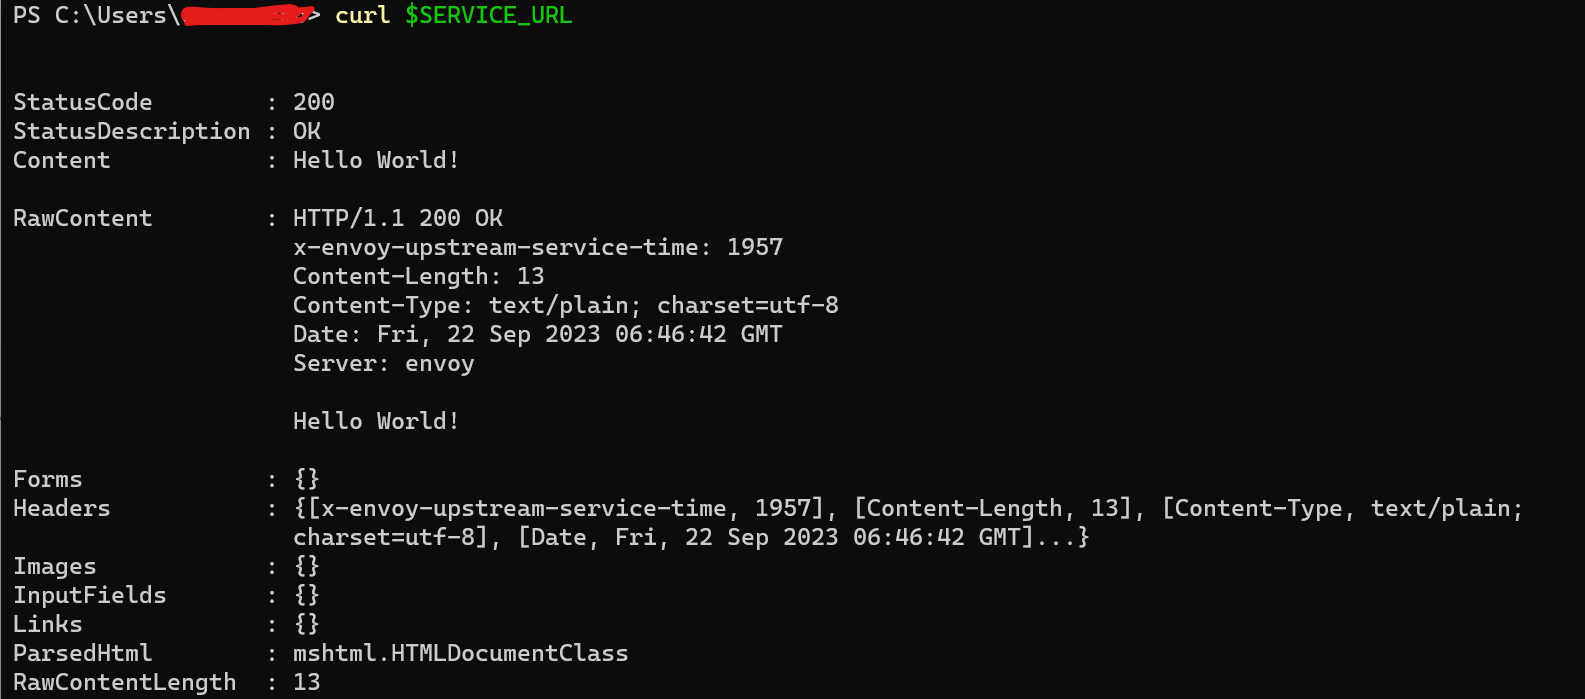 PS C:\Users\> curl $SERVICE_URL
StatusCode : 200
StatusDescription : OK
Content : Hello World!
RawContent : HTTP/1.1 200 OK
x-envoy-upstream-service-time: 1957
Content-Length: 13
Content-Type: text/plain; charset=utf-8
Date: Fri, 22 Sep 2023 06:46:42 GMT
Server: envoy
Hello World!
Forms : {}
Headers : {[x-envoy-upstream-service-time, 1957], [Content-Length, 13], [Content-Type, text/plain;
charset=utf-8], [Date, Fri, 22 Sep 2023 06:46:42 GMT]...}
Images : {}
InputFields : {}
Links : {}
ParsedHtml : mshtml.HTMLDocumentClass
RawContentLength : 13